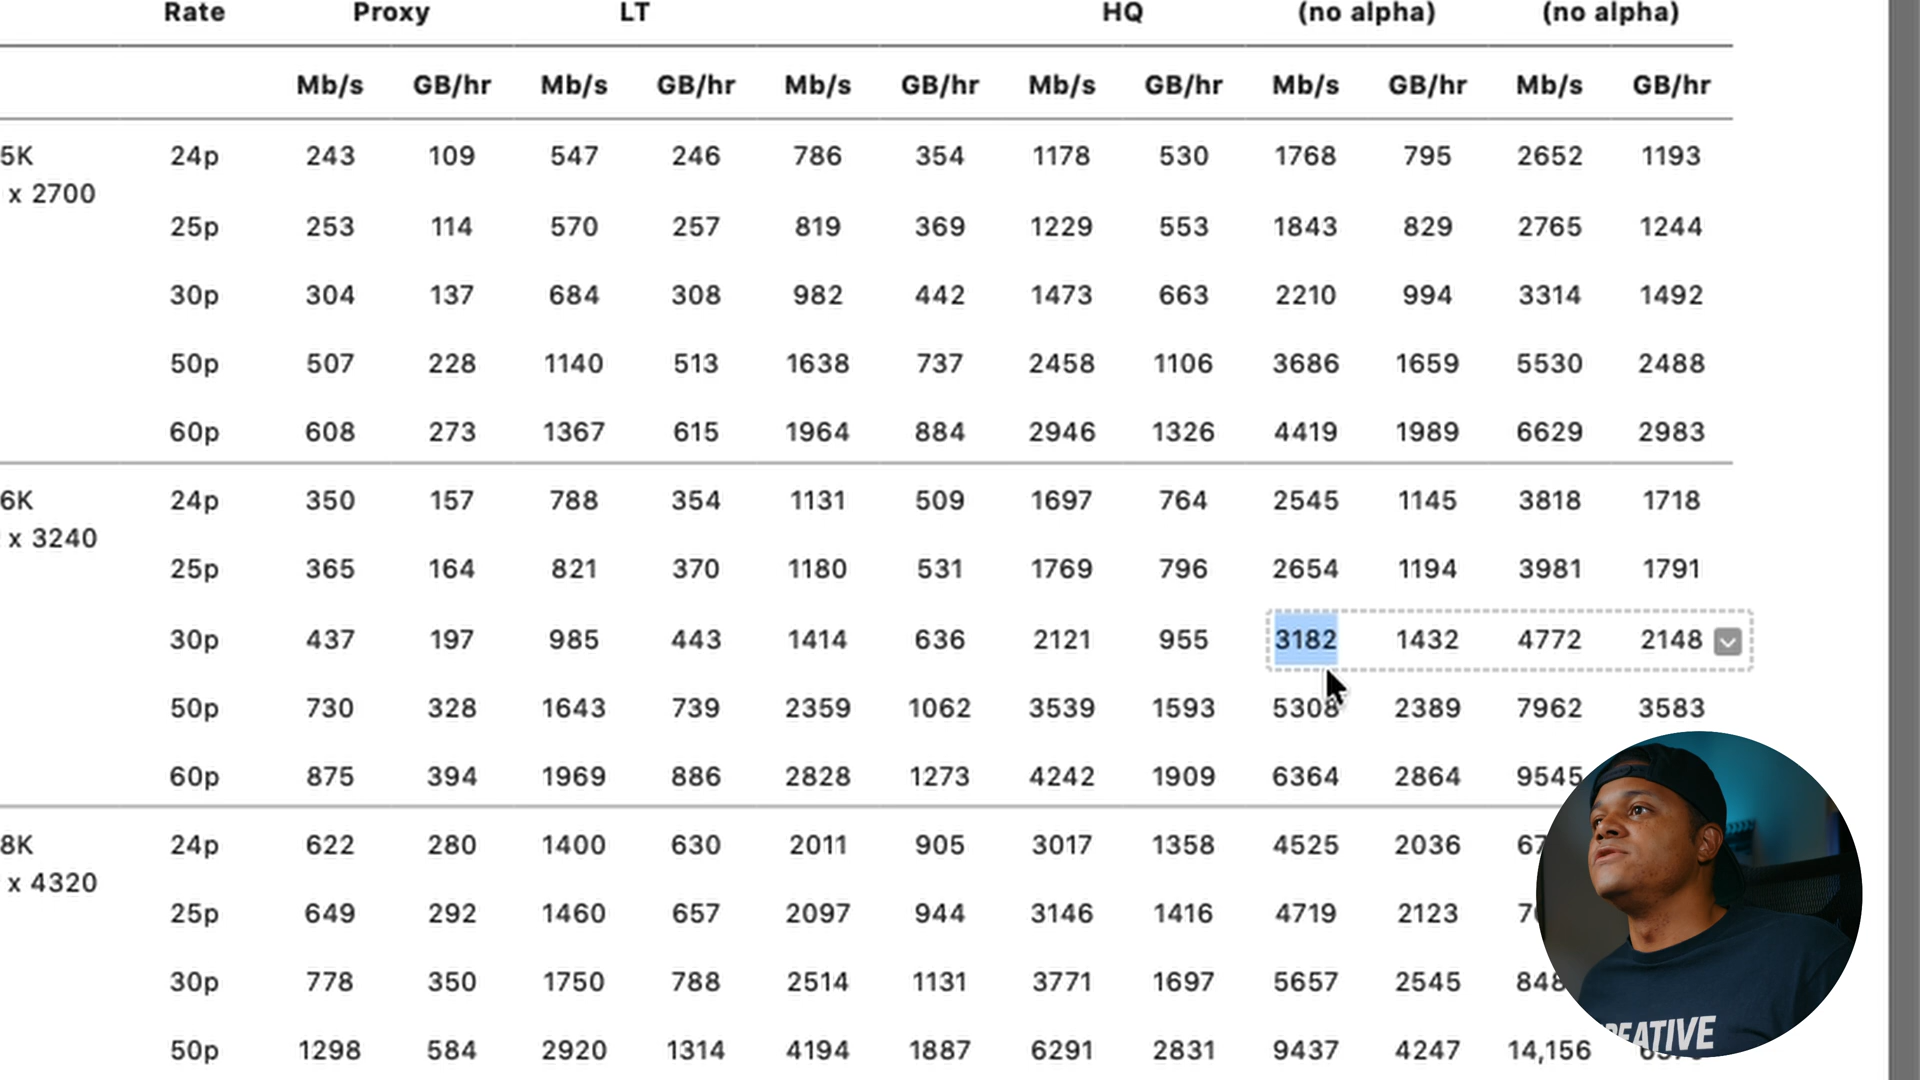 Rate Proxy LT HQ (no alpha) (no alpha)
Mb/s GB/hr Mb/s GB/hr Mb/s GB/hr Mb/s GB/hr Mb/s GB/hr Mb/s GB/hr
5K 24p 243 109 547 246 786 354 1178 530 1768 795 2652 1193
x 2700
25p 253 114 570 257 819 369 1229 553 1843 829 2765 1244
30p 304 137 684 308 982 442 1473 663 2210 994 3314 1492
50p 507 228 1140 513 1638 737 2458 1106 3686 1659 5530 2488
60p 608 273 1367 615 1964 884 2946 1326 4419 1989 6629 2983
6K 24p 350 157 788 354 1131 509 1697 764 2545 1145 3818 1718
x 3240
25p 365 164 821 370 1180 531 1769 796 2654 1194 3981 1791
30p 437 197 985 443 1414 636 2121 955 3182 1432 4772 2148
50p 730 328 1643 739 2359 1062 3539 1593 5308 2389 7962 3583
60p 875 394 1969 886 2828 1273 4242 1909 6364 2864 9545
8K 24p 622 280 1400 630 2011 905 3017 1358 4525 2036
x 4320
25p 649 292 1460 657 2097 944 3146 1416 4719 2123
30p 778 350 1750 788 2514 1131 3771 1697 5657 2545
50p 1298 584 2920 1314 4194 1887 6291 2831 9437 4247 14,156